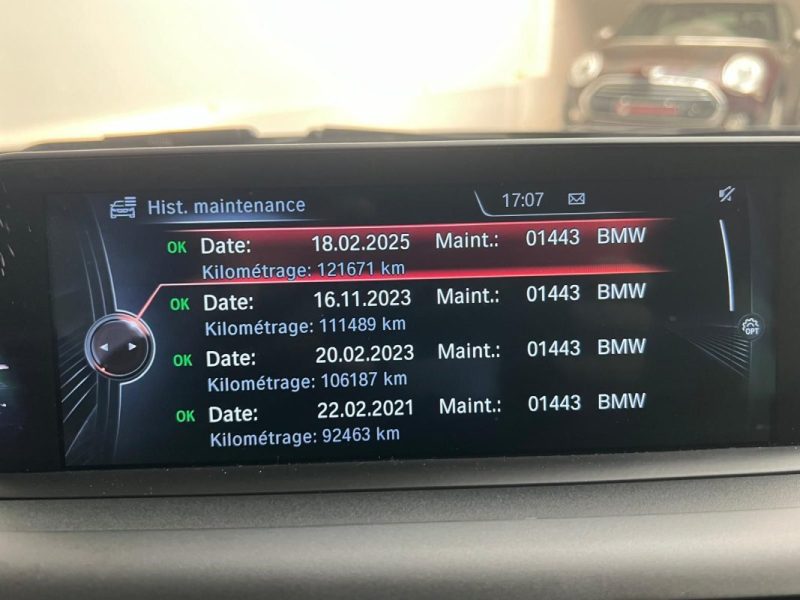 Hist. maintenance 17:07
OK Date: 18.02.2025 Maint.: 01443 BMW
Kilométrage: 121671 km
OK Date: 16.11.2023 Maint.: 01443 BMW
Kilométrage: 111489 km
OK Date: 20.02.2023 Maint.: 01443 BMW
Kilométrage: 106187 km
OPT
OK Date: 22.02.2021 Maint.: 01443 BMW
Kilométrage: 92463 km